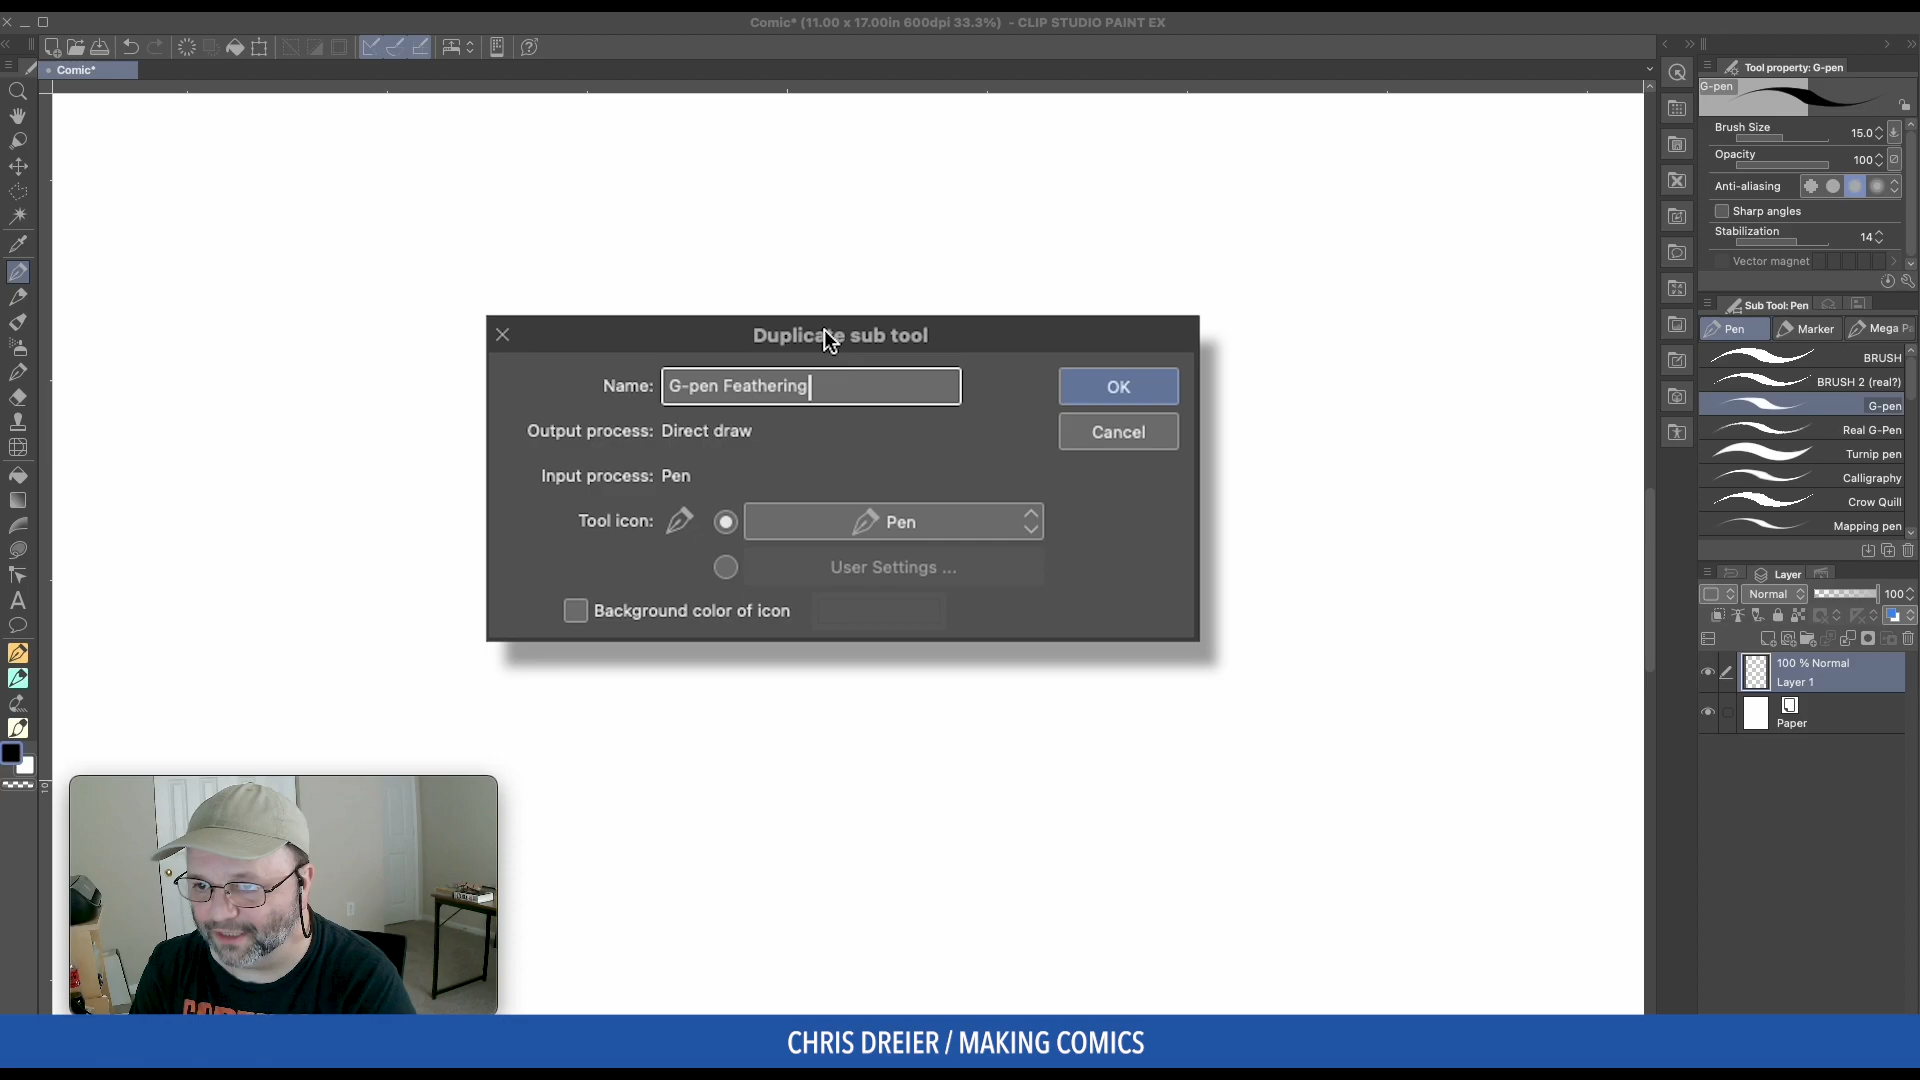 Comic* (11.00 x 17.00in 600dpi 33.3%) - CLIP STUDIO PAINT EX
Comic*
Tool property: G-pen
G-pen
Brush Size 15.0
Opacity 100
Anti-aliasing
Sharp angles
Stabilization 14
Vector magnet
Sub Tool: Pen
Pen Marker Mega P
BRUSH
BRUSH 2 (real?)
G-pen
Real G-Pen
Turnip pen
Calligraphy
Crow Quill
Mapping pen
Layer
Normal 100
100 % Normal
Layer 1
Paper
Duplicate sub tool
Name: G-pen Feathering OK
Output process: Direct draw Cancel
Input process: Pen
Tool icon: Pen
User Settings ...
Background color of icon
CHRIS DREIER / MAKING COMICS